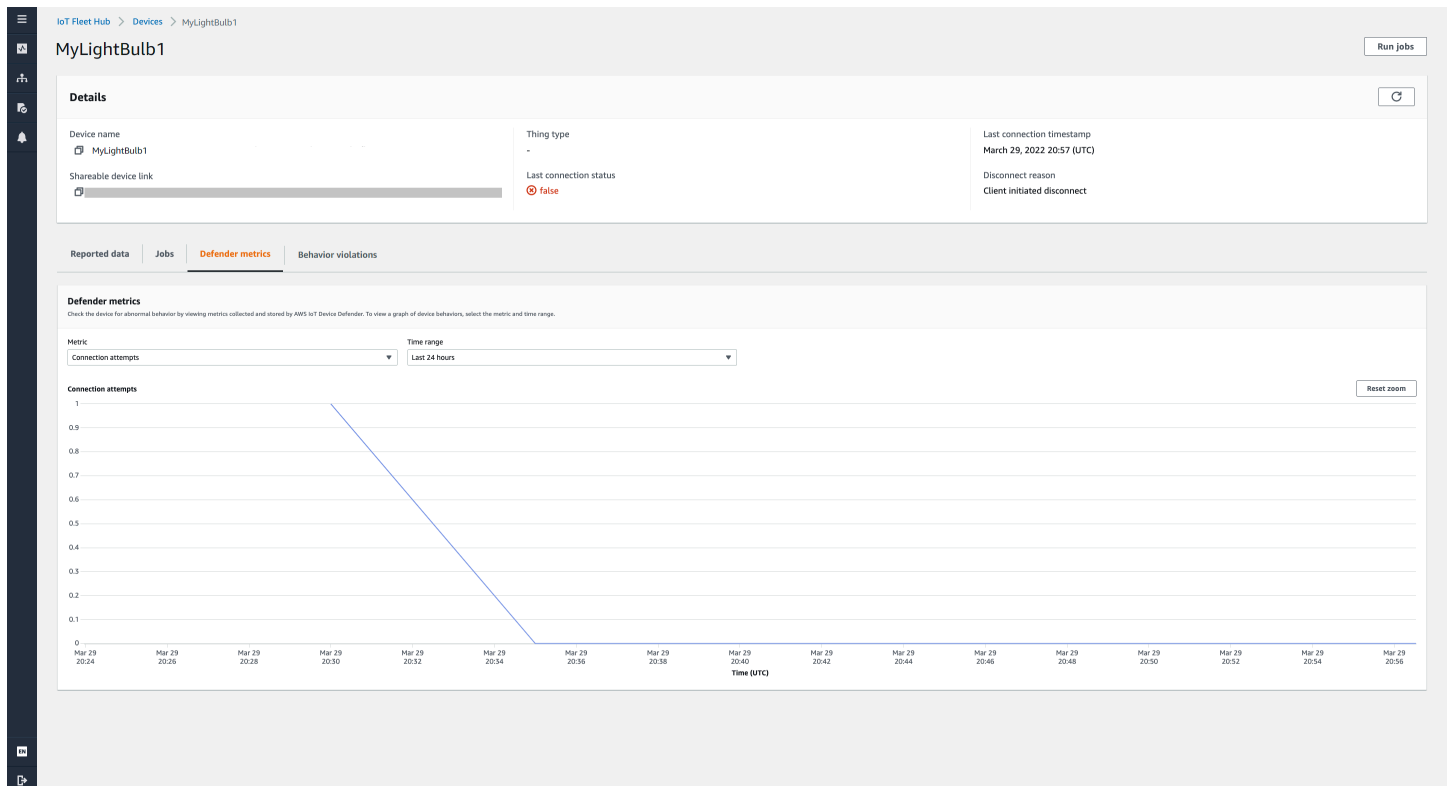 IoT Fleet Hub > Devices > MyLightBulb1
MyLightBulb1
Run jobs
Details
Device name
MyLightBulb1
Shareable device link
Thing type
-
Last connection status
false
Last connection timestamp
March 29, 2022 20:57 (UTC)
Disconnect reason
Client initiated disconnect
Reported data
Jobs
Defender metrics
Behavior violations
Defender metrics
Check the device for abnormal behavior by viewing metrics collected and stored by AWS IoT Device Defender. To view a graph of device behaviors, select the metric and time range.
Metric
Connection attempts
Time range
Last 24 hours
Connection attempts
Reset zoom
1
0.9
0.8
0.7
0.6
0.5
0.4
0.3
0.2
0.1
0
Mar 29 20:24
Mar 29 20:26
Mar 29 20:28
Mar 29 20:30
Mar 29 20:32
Mar 29 20:34
Mar 29 20:36
Mar 29 20:38
Mar 29 20:40
Mar 29 20:42
Mar 29 20:44
Mar 29 20:46
Mar 29 20:48
Mar 29 20:50
Mar 29 20:52
Mar 29 20:54
Mar 29 20:56
Time (UTC)
EN